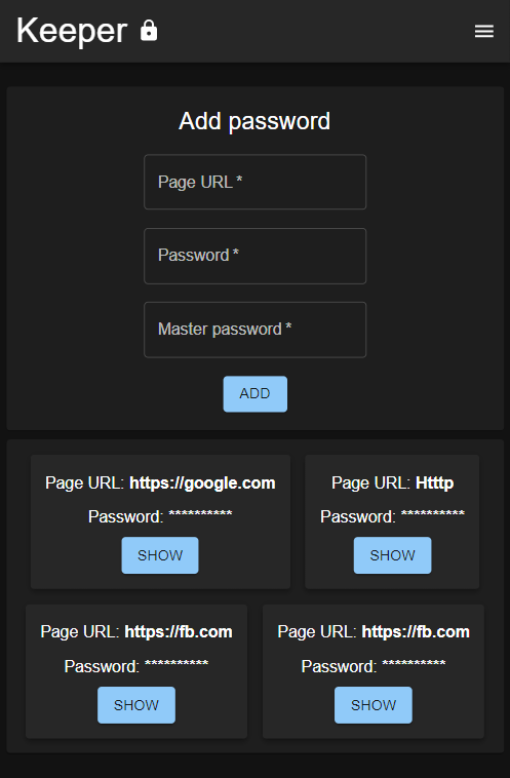 Keeper
Add password
Page URL *
Password *
Master password *
ADD
Page URL: https://google.com
Password: **********
SHOW
Page URL: Htttp
Password: **********
SHOW
Page URL: https://fb.com
Password: **********
SHOW
Page URL: https://fb.com
Password: **********
SHOW